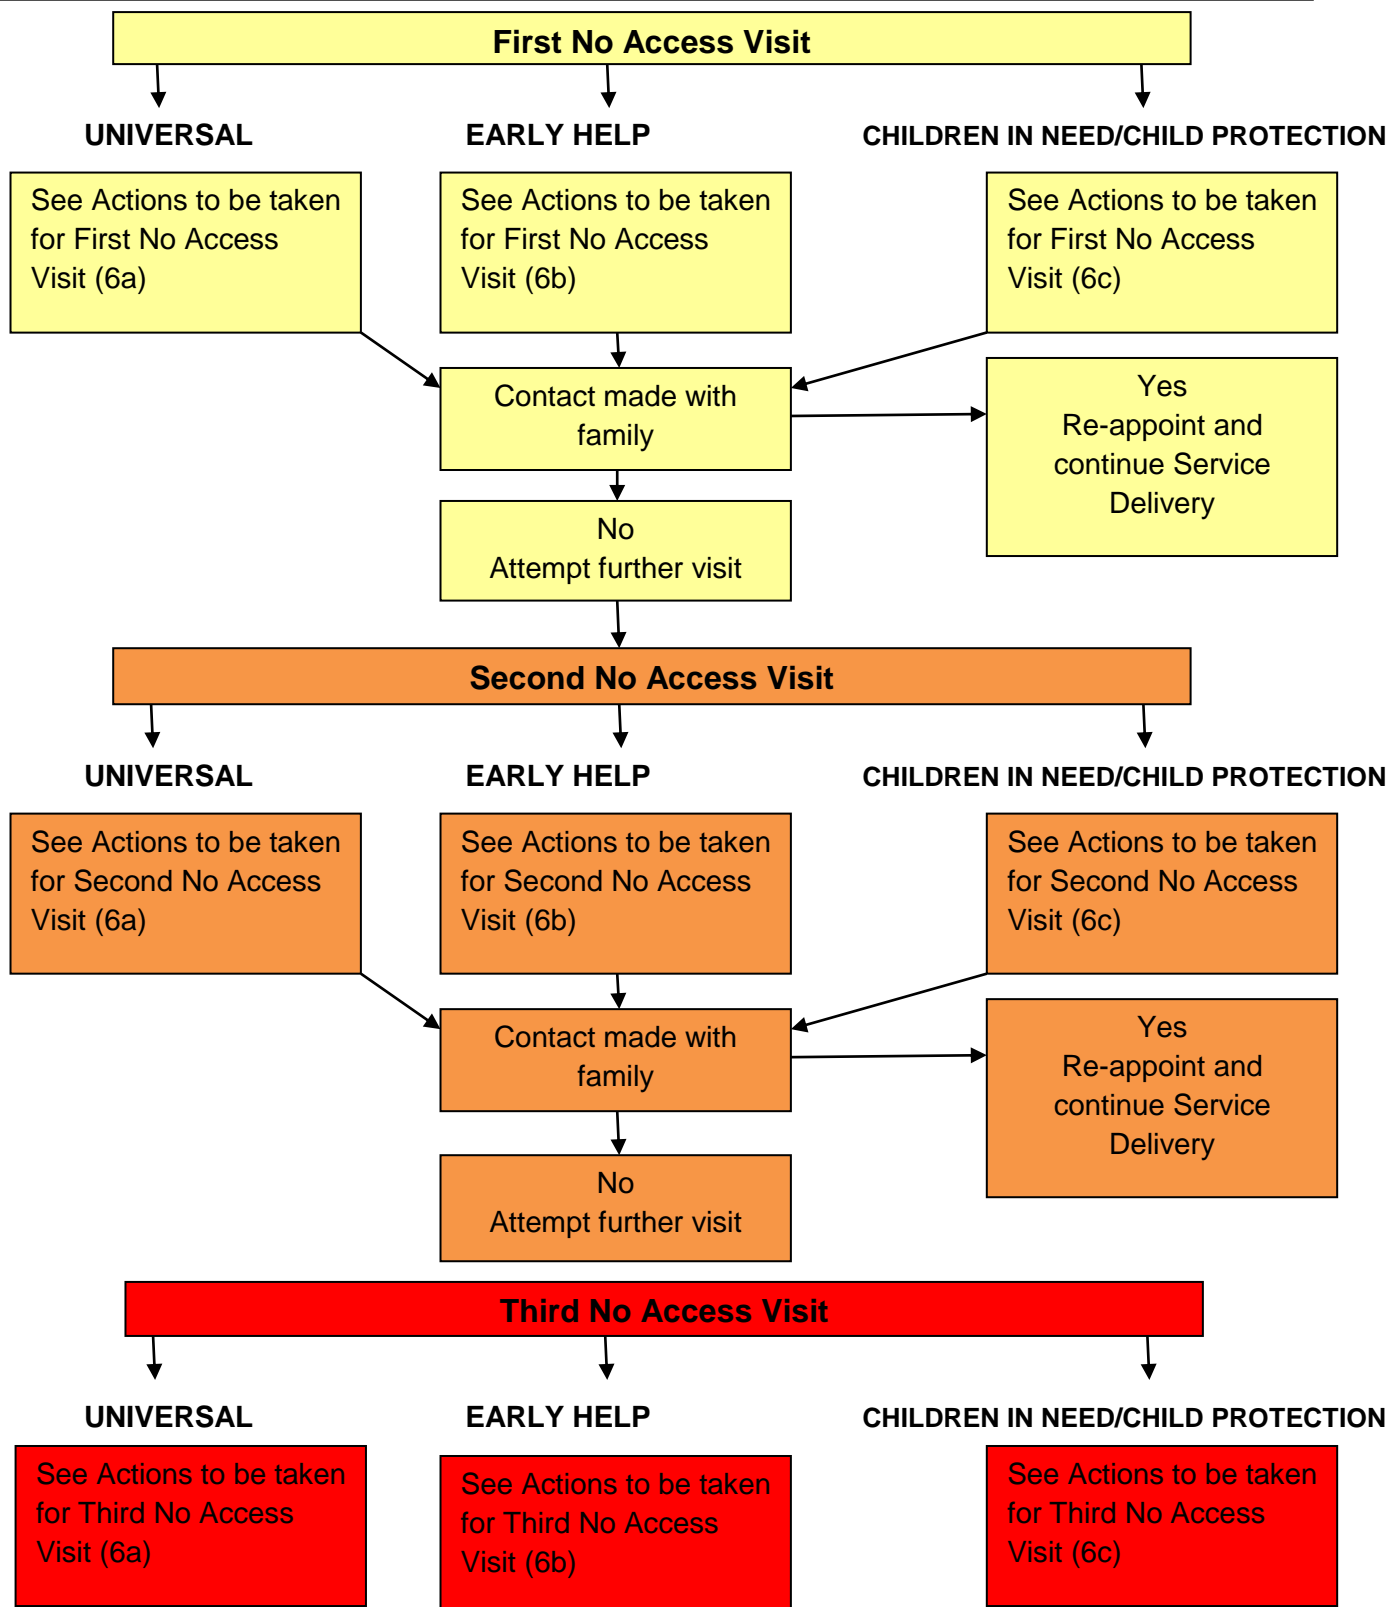 First No Access Visit
UNIVERSAL
EARLY HELP
CHILDREN IN NEED/CHILD PROTECTION
See Actions to be taken
for First No Access
Visit (6a)
See Actions to be taken
for First No Access
Visit (6b)
See Actions to be taken
for First No Access
Visit (6c)
Contact made with
family
Yes
Re-appoint and
continue Service
Delivery
No
Attempt further visit
Second No Access Visit
UNIVERSAL
EARLY HELP
CHILDREN IN NEED/CHILD PROTECTION
See Actions to be taken
for Second No Access
Visit (6a)
See Actions to be taken
for Second No Access
Visit (6b)
See Actions to be taken
for Second No Access
Visit (6c)
Contact made with
family
Yes
Re-appoint and
continue Service
Delivery
No
Attempt further visit
Third No Access Visit
UNIVERSAL
EARLY HELP
CHILDREN IN NEED/CHILD PROTECTION
See Actions to be taken
for Third No Access
Visit (6a)
See Actions to be taken
for Third No Access
Visit (6b)
See Actions to be taken
for Third No Access
Visit (6c)